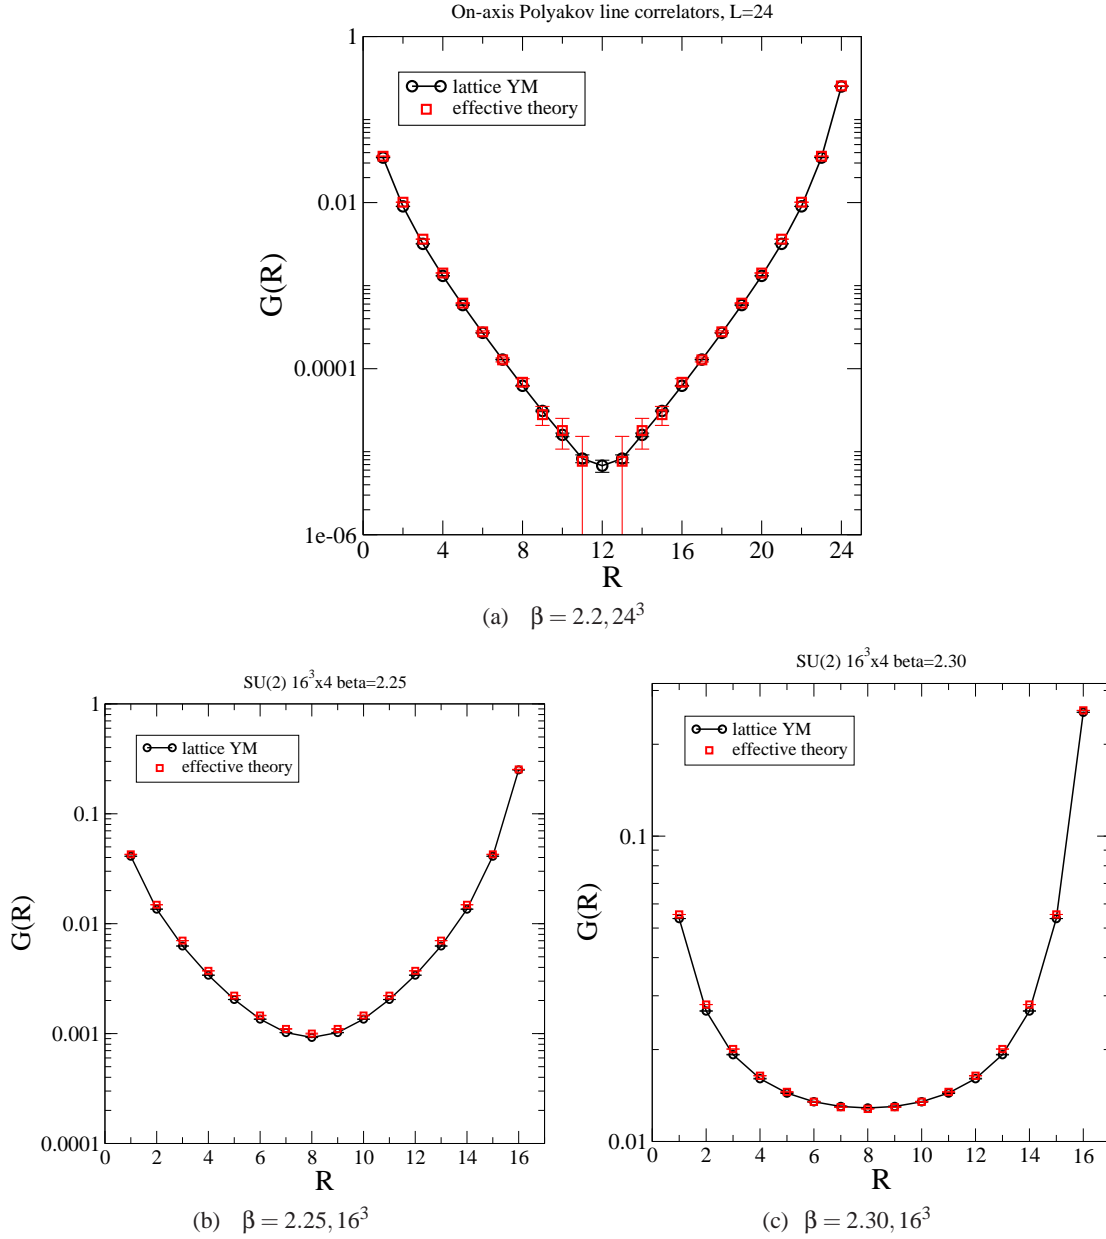 On-axis Polyakov line correlators, L=24
1
lattice YM
effective theory
0.01
G(R)
0.0001
1e-06
0 4 8 12 16 20 24
R
(a) β = 2.2, 24³
SU(2) 16³x4 beta=2.25
1
lattice YM
effective theory
0.1
0.01
G(R)
0.001
0.0001
0 2 4 6 8 10 12 14 16
R
(b) β = 2.25, 16³
SU(2) 16³x4 beta=2.30
lattice YM
effective theory
0.1
G(R)
0.01
0 2 4 6 8 10 12 14 16
R
(c) β = 2.30, 16³